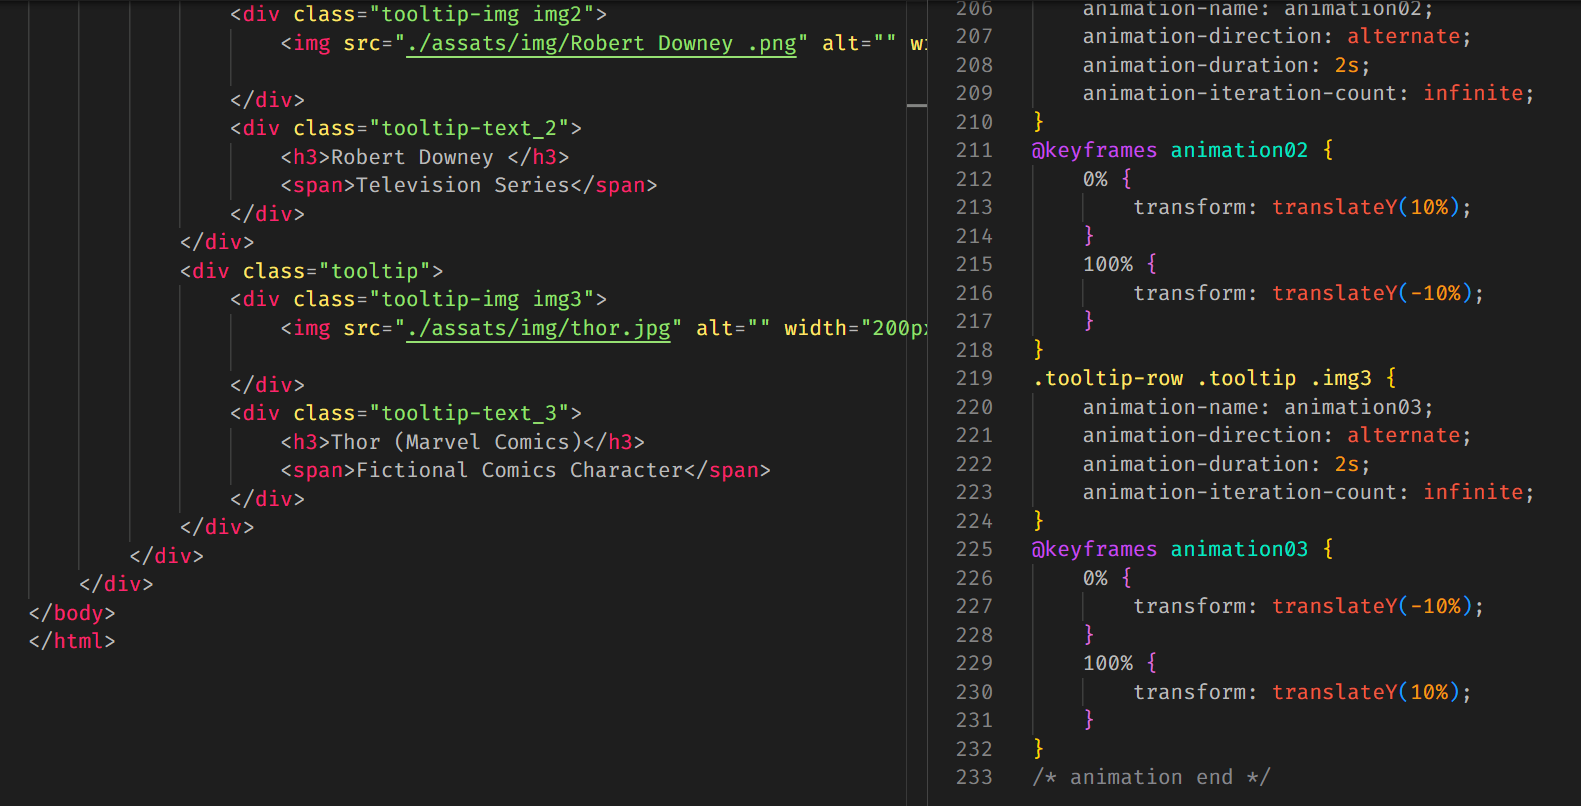 <div class="tooltip-img img2">
<img src="./assats/img/Robert Downey .png" alt=""
</div>
<div class="tooltip-text_2">
<h3>Robert Downey </h3>
<span>Television Series</span>
</div>
</div>
<div class="tooltip">
<div class="tooltip-img img3">
<img src="./assats/img/thor.jpg" alt="" width="200px
</div>
<div class="tooltip-text_3">
<h3>Thor (Marvel Comics)</h3>
<span>Fictional Comics Character</span>
</div>
</div>
</div>
</div>
</body>
</html>
206 animation-name: animation02;
207 animation-direction: alternate;
208 animation-duration: 2s;
209 animation-iteration-count: infinite;
210 }
211 @keyframes animation02 {
212 0% {
213 transform: translateY(10%);
214 }
215 100% {
216 transform: translateY(-10%);
217 }
218 }
219 .tooltip-row .tooltip .img3 {
220 animation-name: animation03;
221 animation-direction: alternate;
222 animation-duration: 2s;
223 animation-iteration-count: infinite;
224 }
225 @keyframes animation03 {
226 0% {
227 transform: translateY(-10%);
228 }
229 100% {
230 transform: translateY(10%);
231 }
232 }
233 /* animation end */